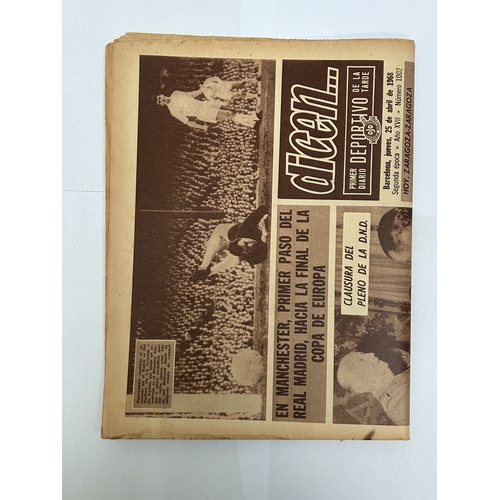 dicen...
PRIMER
DIARIO
DEPORTIVO
DE LA
TARDE
Barcelona, jueves, 25 de abril de 1968
Segunda época • Año XVII • Número 1002
HOY, ZARAGOZA-ZARAGOZA
EN MANCHESTER, PRIMER PASO DEL
REAL MADRID, HACIA LA FINAL DE LA
COPA DE EUROPA
CLAUSURA DEL
PLENO DE LA D.N.D.